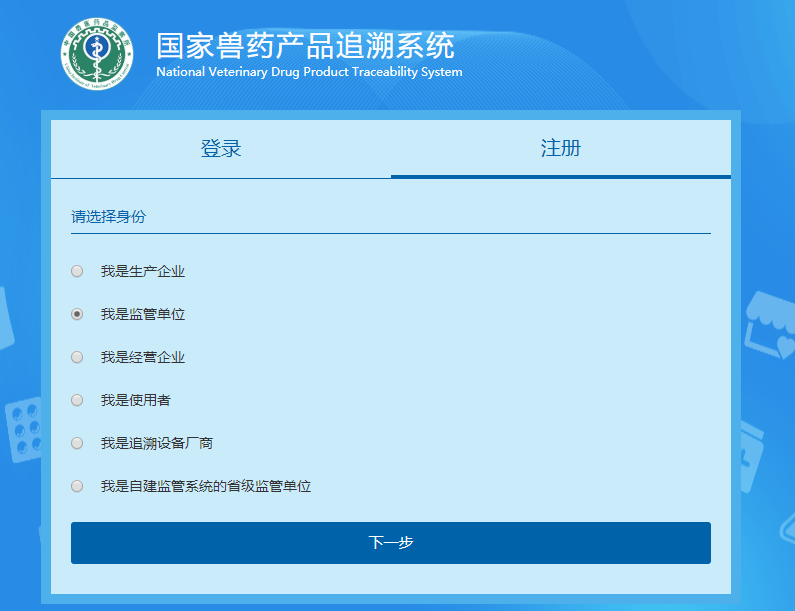 国家兽药产品追溯系统
National Veterinary Drug Product Traceability System
登录
注册
请选择身份
我是生产企业
我是监管单位
我是经营企业
我是使用者
我是追溯设备厂商
我是自建监管系统的省级监管单位
下一步